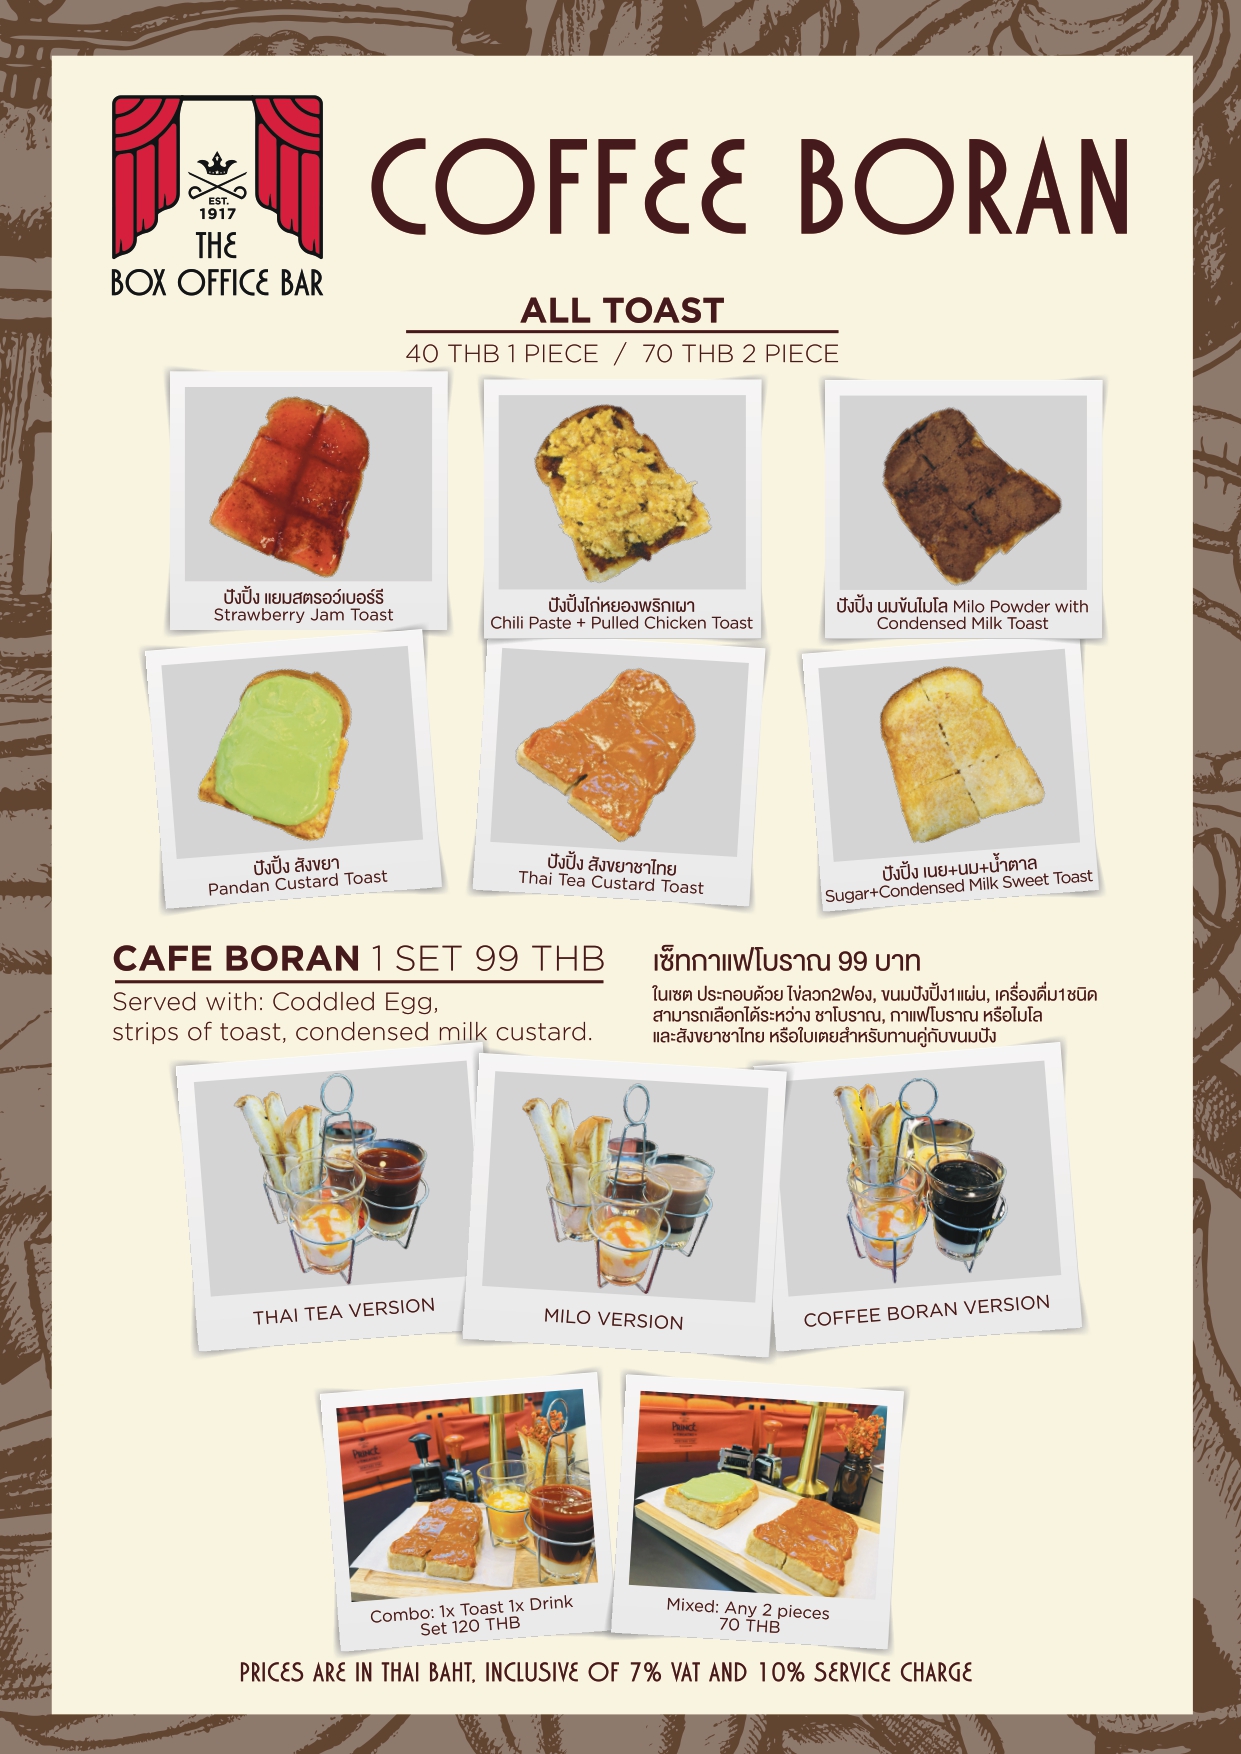 EST.
1917
THE
BOX OFFICE BAR
COFFEE BORAN
ALL TOAST
40 THB 1 PIECE / 70 THB 2 PIECE
ปังปิ้ง แยมสตรอว์เบอร์รี
Strawberry Jam Toast
ปังปิ้งไก่หยองพริกเผา
Chili Paste + Pulled Chicken Toast
ปังปิ้ง นมข้นไมโล Milo Powder with
Condensed Milk Toast
ปังปิ้ง สังขยา
Pandan Custard Toast
ปังปิ้ง สังขยาชาไทย
Thai Tea Custard Toast
ปังปิ้ง เนย+นม+น้ำตาล
Sugar+Condensed Milk Sweet Toast
CAFE BORAN 1 SET 99 THB
Served with: Coddled Egg,
strips of toast, condensed milk custard.
เซ็ทกาแฟโบราณ 99 บาท
ในเซต ประกอบด้วย ไข่ลวก2ฟอง, ขนมปังปิ้ง1แผ่น, เครื่องดื่ม1ชนิด
สามารถเลือกได้ระหว่าง ชาโบราณ, กาแฟโบราณ หรือไมโล
และสังขยาชาไทย หรือใบเตยสำหรับทานคู่กับขนมปัง
THAI TEA VERSION
MILO VERSION
COFFEE BORAN VERSION
PRINCE
PRINCE
Combo: 1x Toast 1x Drink
Set 120 THB
Mixed: Any 2 pieces
70 THB
PRICES ARE IN THAI BAHT, INCLUSIVE OF 7% VAT AND 10% SERVICE CHARGE